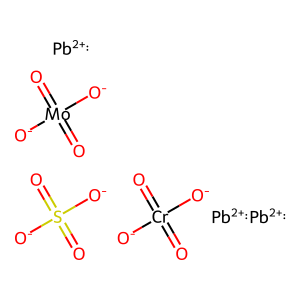 Pb2+:
O O-
Mo
O- O
O O- O O-
S Cr Pb2+: Pb2+:
O- O O- O